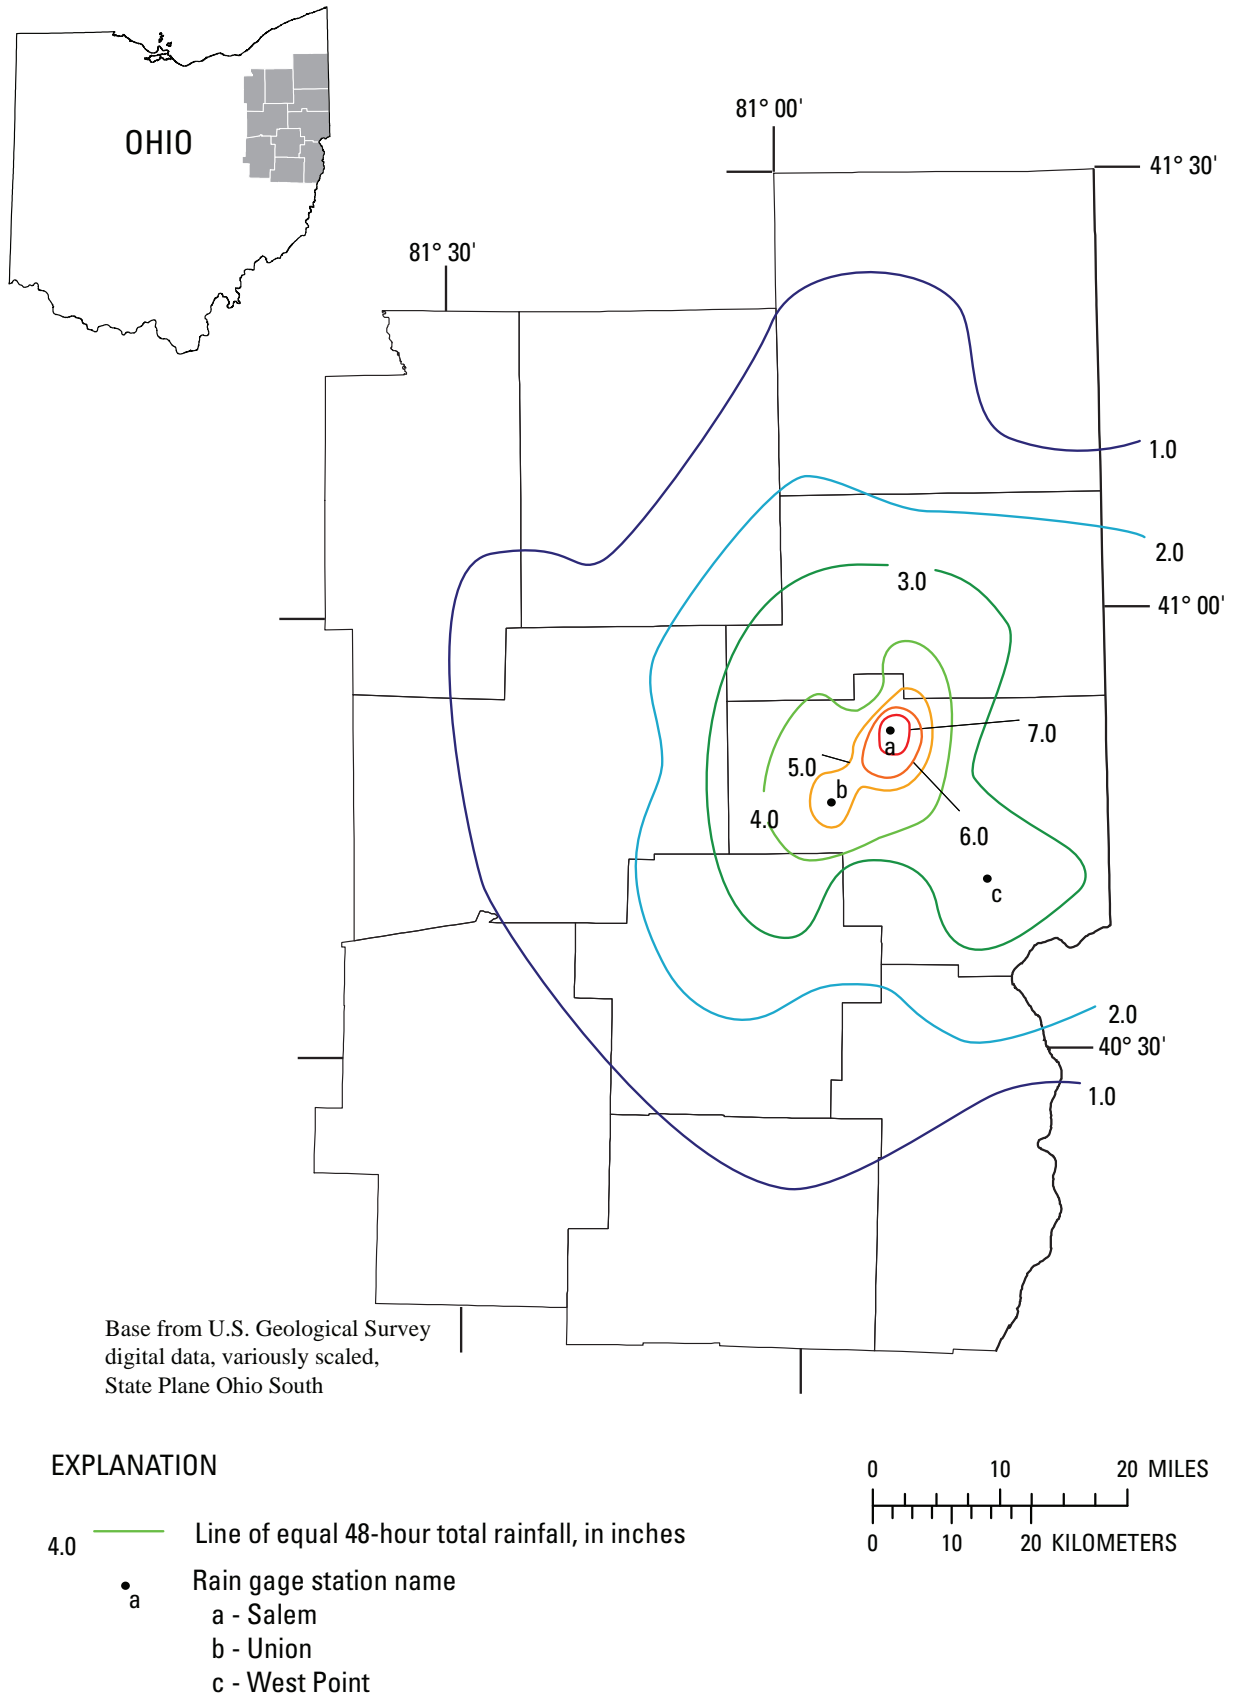 OHIO
81° 00'
41° 30'
81° 30'
1.0
2.0
3.0
41° 00'
7.0
a
5.0
b
4.0
6.0
c
2.0
40° 30'
1.0
Base from U.S. Geological Survey
digital data, variously scaled,
State Plane Ohio South
EXPLANATION
4.0 Line of equal 48-hour total rainfall, in inches
a Rain gage station name
a - Salem
b - Union
c - West Point
0 10 20 MILES
0 10 20 KILOMETERS